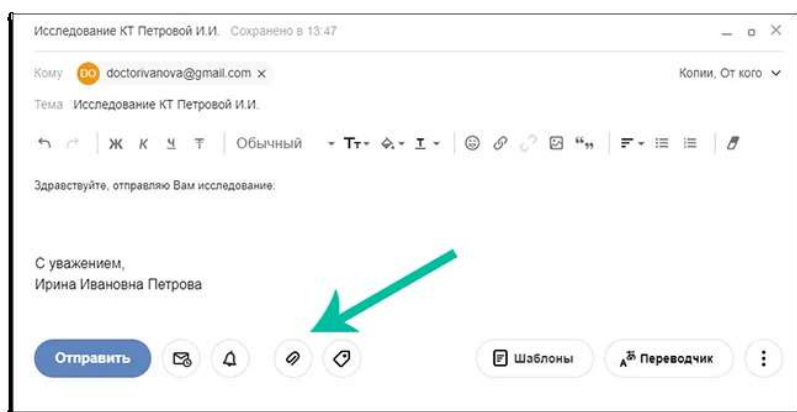 Исследование КТ Петровой И.И. Сохранено в 13:47
Кому DO doctorivanova@gmail.com × Копии, От кого
Тема Исследование КТ Петровой И.И.
Ж К Ч Т Обычный Тт Т
Здравствуйте, отправляю Вам исследование:
С уважением,
Ирина Ивановна Петрова
Отправить Шаблоны Переводчик